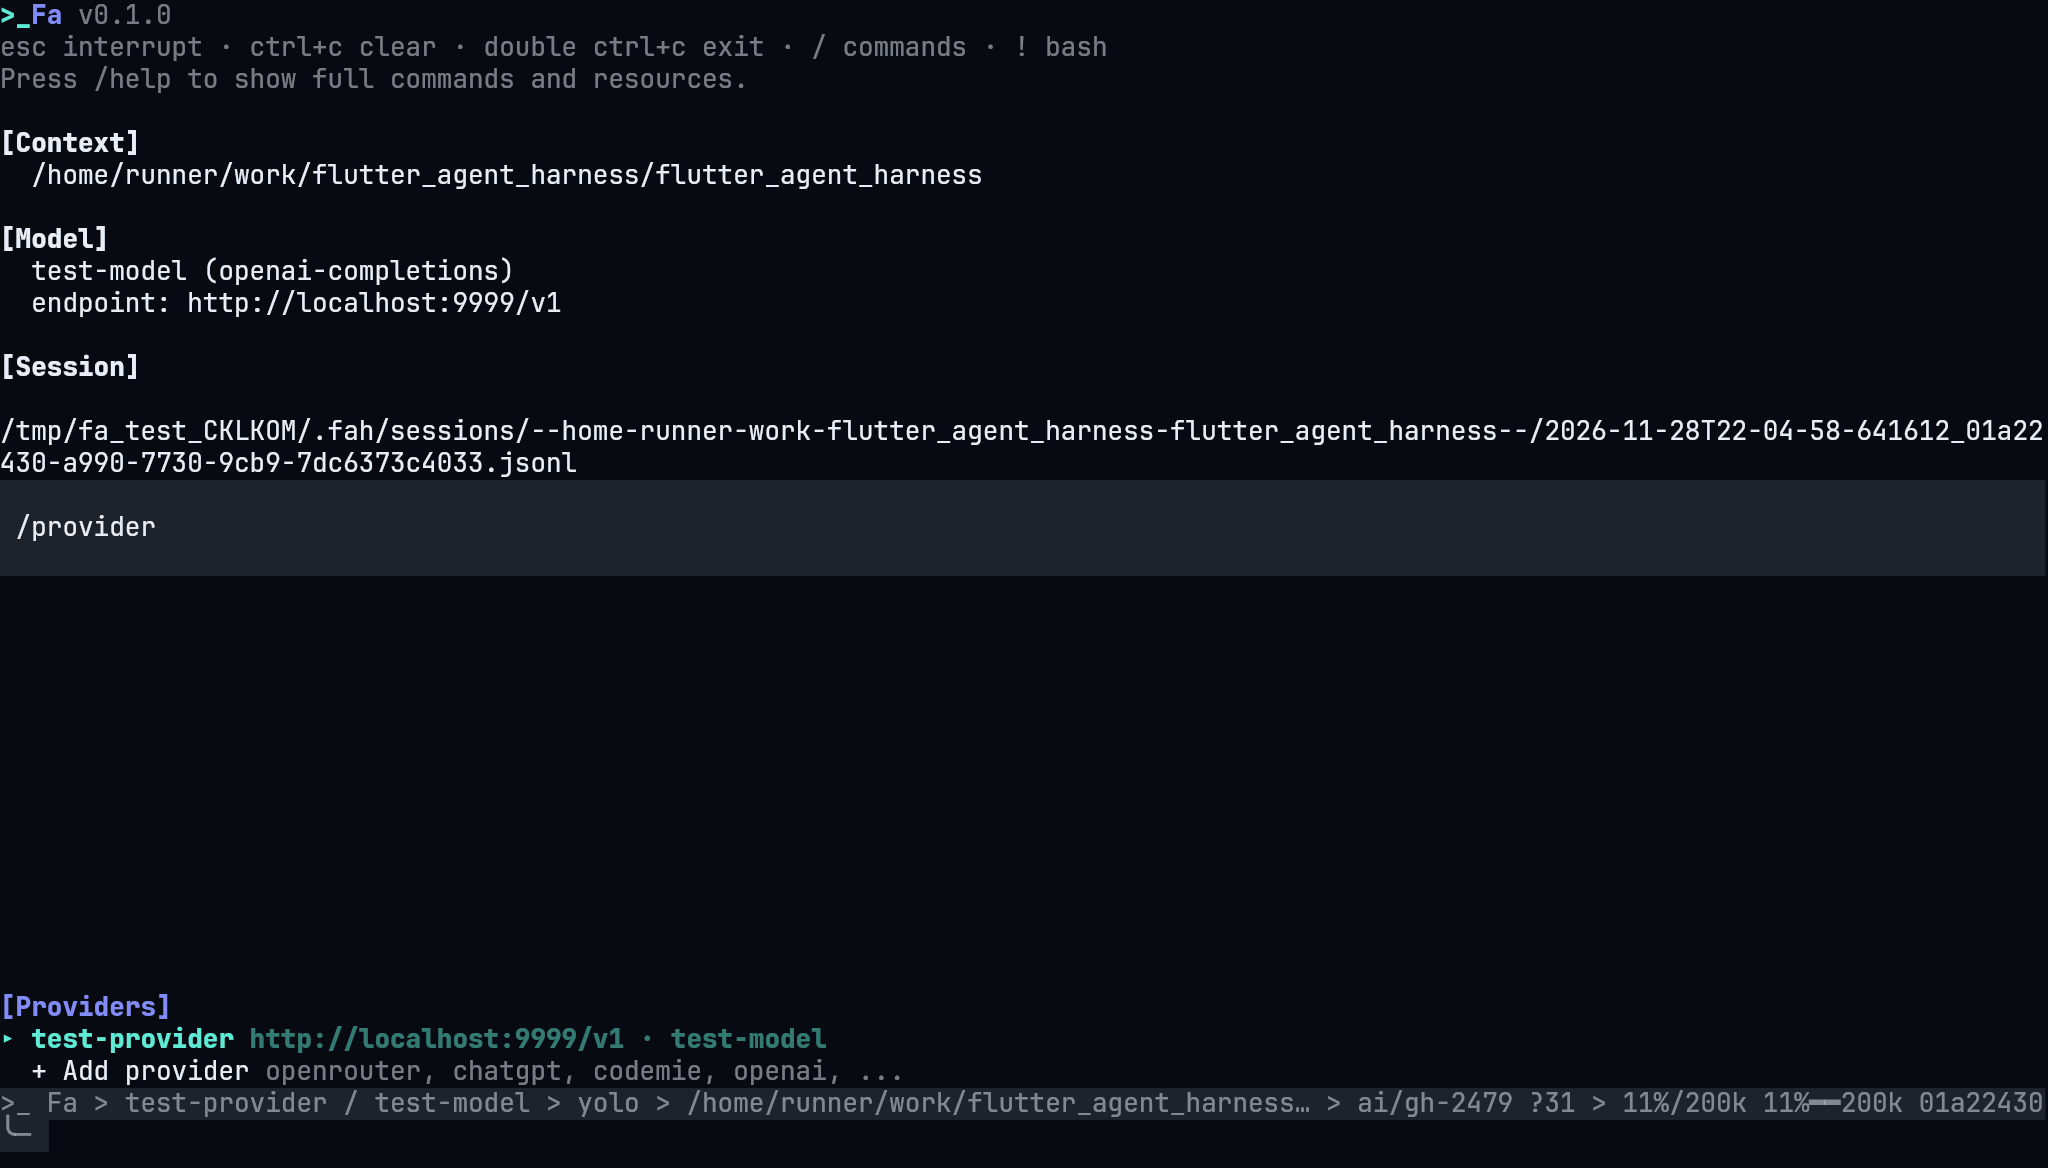 >_Fa v0.1.0
esc interrupt · ctrl+c clear · double ctrl+c exit · / commands · ! bash
Press /help to show full commands and resources.
[Context]
/home/runner/work/flutter_agent_harness/flutter_agent_harness
[Model]
test-model (openai-completions)
endpoint: http://localhost:9999/v1
[Session]
/tmp/fa_test_CKLKOM/.fah/sessions/--home-runner-work-flutter_agent_harness-flutter_agent_harness--/2026-11-28T22-04-58-641612_01a22
430-a990-7730-9cb9-7dc6373c4033.jsonl
/provider
[Providers]
▸ test-provider http://localhost:9999/v1 · test-model
+ Add provider openrouter, chatgpt, codemie, openai, ...
>_ Fa > test-provider / test-model > yolo > /home/runner/work/flutter_agent_harness… > ai/gh-2479 ?31 > 11%/200k 11%━━200k 01a22430
╰─